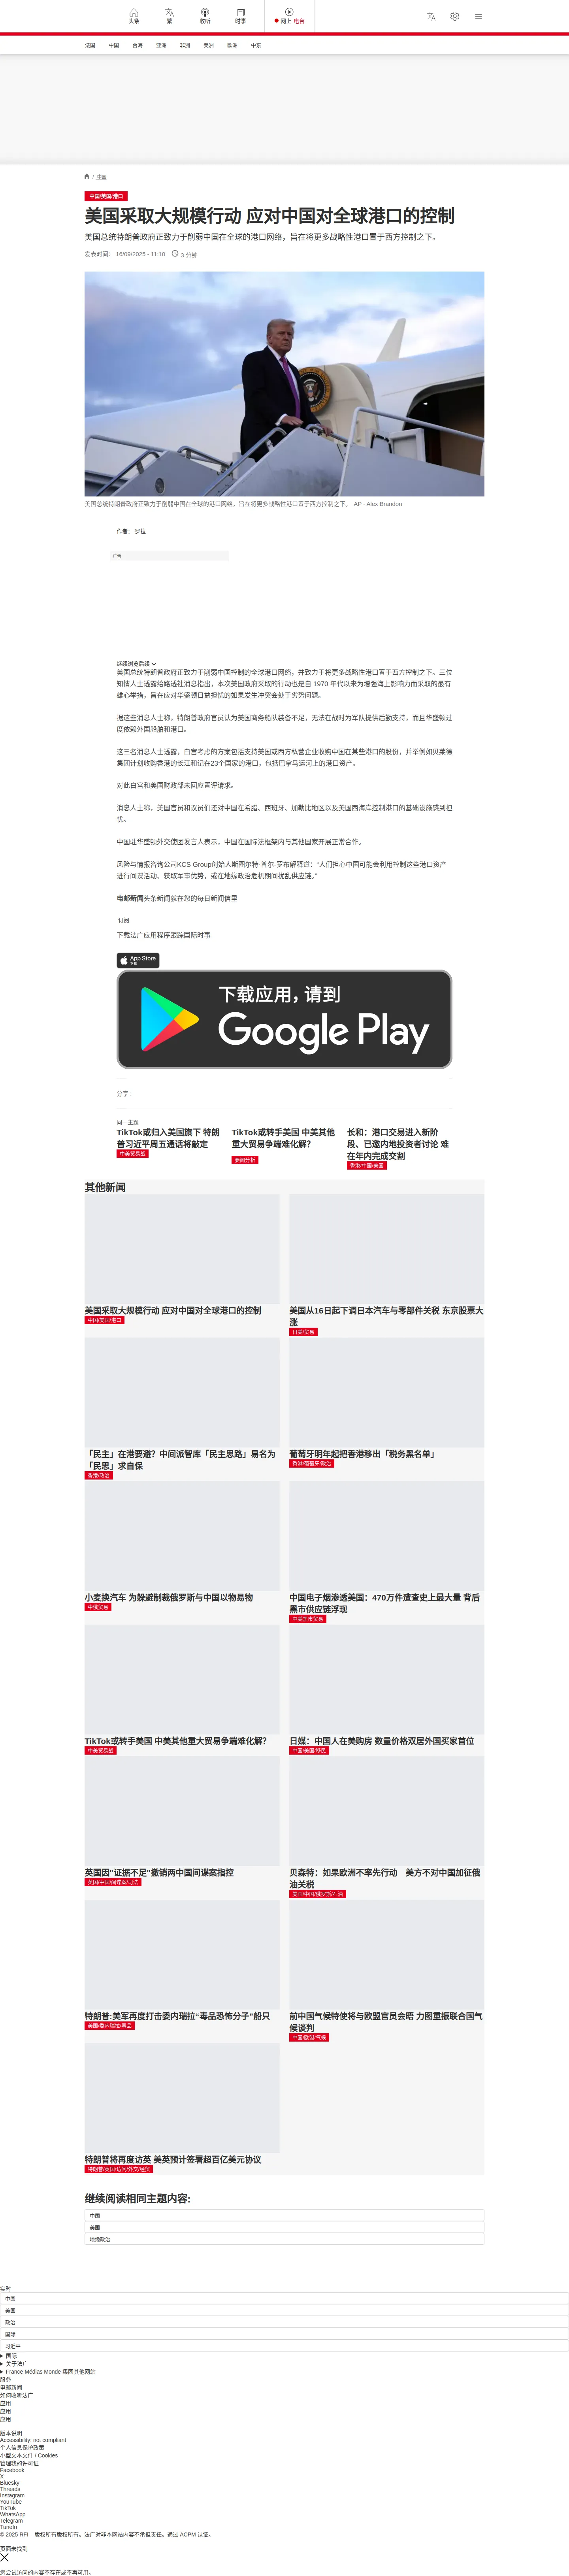 头条
繁
收听
时事
网上 电台
法国
中国
台海
亚洲
非洲
美洲
欧洲
中东
/ 中国
中国/美国/港口
美国采取大规模行动 应对中国对全球港口的控制
美国总统特朗普政府正致力于削弱中国在全球的港口网络，旨在将更多战略性港口置于西方控制之下。
发表时间： 16/09/2025 - 11:10
3 分钟
美国总统特朗普政府正致力于削弱中国在全球的港口网络，旨在将更多战略性港口置于西方控制之下。 AP - Alex Brandon
作者： 罗拉
广告
继续浏览后续
美国总统特朗普政府正致力于削弱中国控制的全球港口网络，并致力于将更多战略性港口置于西方控制之下。三位
知情人士透露给路透社消息指出，本次美国政府采取的行动也是自 1970 年代以来为增强海上影响力而采取的最有
雄心举措，旨在应对华盛顿日益担忧的如果发生冲突会处于劣势问题。
据这些消息人士称，特朗普政府官员认为美国商务船队装备不足，无法在战时为军队提供后勤支持，而且华盛顿过
度依赖外国船舶和港口。
这三名消息人士透露，白宫考虑的方案包括支持美国或西方私营企业收购中国在某些港口的股份，并举例如贝莱德
集团计划收购香港的长江和记在23个国家的港口，包括巴拿马运河上的港口资产。
对此白宫和美国财政部未回应置评请求。
消息人士称，美国官员和议员们还对中国在希腊、西班牙、加勒比地区以及美国西海岸控制港口的基础设施感到担
忧。
中国驻华盛顿外交使团发言人表示，中国在国际法框架内与其他国家开展正常合作。
风险与情报咨询公司KCS Group创始人斯图尔特·普尔-罗布解释道：“人们担心中国可能会利用控制这些港口资产
进行间谍活动、获取军事优势，或在地缘政治危机期间扰乱供应链。”
电邮新闻头条新闻就在您的每日新闻信里
订阅
下载法广应用程序跟踪国际时事
App Store
下载
下载应用，请到
Google Play
分享 :
同一主题
TikTok或归入美国旗下 特朗
普习近平周五通话将敲定
中美贸易战
TikTok或转手美国 中美其他
重大贸易争端难化解？
要闻分析
长和：港口交易进入新阶
段、已邀内地投资者讨论 难
在年内完成交割
香港/中国/美国
其他新闻
美国采取大规模行动 应对中国对全球港口的控制
中国/美国/港口
美国从16日起下调日本汽车与零部件关税 东京股票大
涨
日美/贸易
「民主」在港要避？中间派智库「民主思路」易名为
「民思」求自保
香港/政治
葡萄牙明年起把香港移出「税务黑名单」
香港/葡萄牙/政治
小麦换汽车 为躲避制裁俄罗斯与中国以物易物
中俄贸易
中国电子烟渗透美国：470万件遭查史上最大量 背后
黑市供应链浮现
中美黑市贸易
TikTok或转手美国 中美其他重大贸易争端难化解？
中美贸易战
日媒：中国人在美购房 数量价格双居外国买家首位
中国/美国/移民
英国因“证据不足”撤销两中国间谍案指控
英国/中国/间谍案/司法
贝森特：如果欧洲不率先行动　美方不对中国加征俄
油关税
美国/中国/俄罗斯/石油
特朗普:美军再度打击委内瑞拉“毒品恐怖分子”船只
美国/委内瑞拉/毒品
前中国气候特使将与欧盟官员会晤 力图重振联合国气
候谈判
中国/欧盟/气候
特朗普将再度访英 美英预计签署超百亿美元协议
特朗普/英国/访问/外交/经贸
继续阅读相同主题内容:
中国
美国
地缘政治
实时
中国
美国
政治
国际
习近平
国际
关于法广
France Médias Monde 集团其他网站
服务
电邮新闻
如何收听法广
应用
应用
应用
版本说明
Accessibility: not compliant
个人信息保护政策
小型文本文件 / Cookies
管理我的许可证
Facebook
X
Bluesky
Threads
Instagram
YouTube
TikTok
WhatsApp
Telegram
TuneIn
© 2025 RFI – 版权所有版权所有。法广对非本网站内容不承担责任。通过 ACPM 认证。
页面未找到
您尝试访问的内容不存在或不再可用。